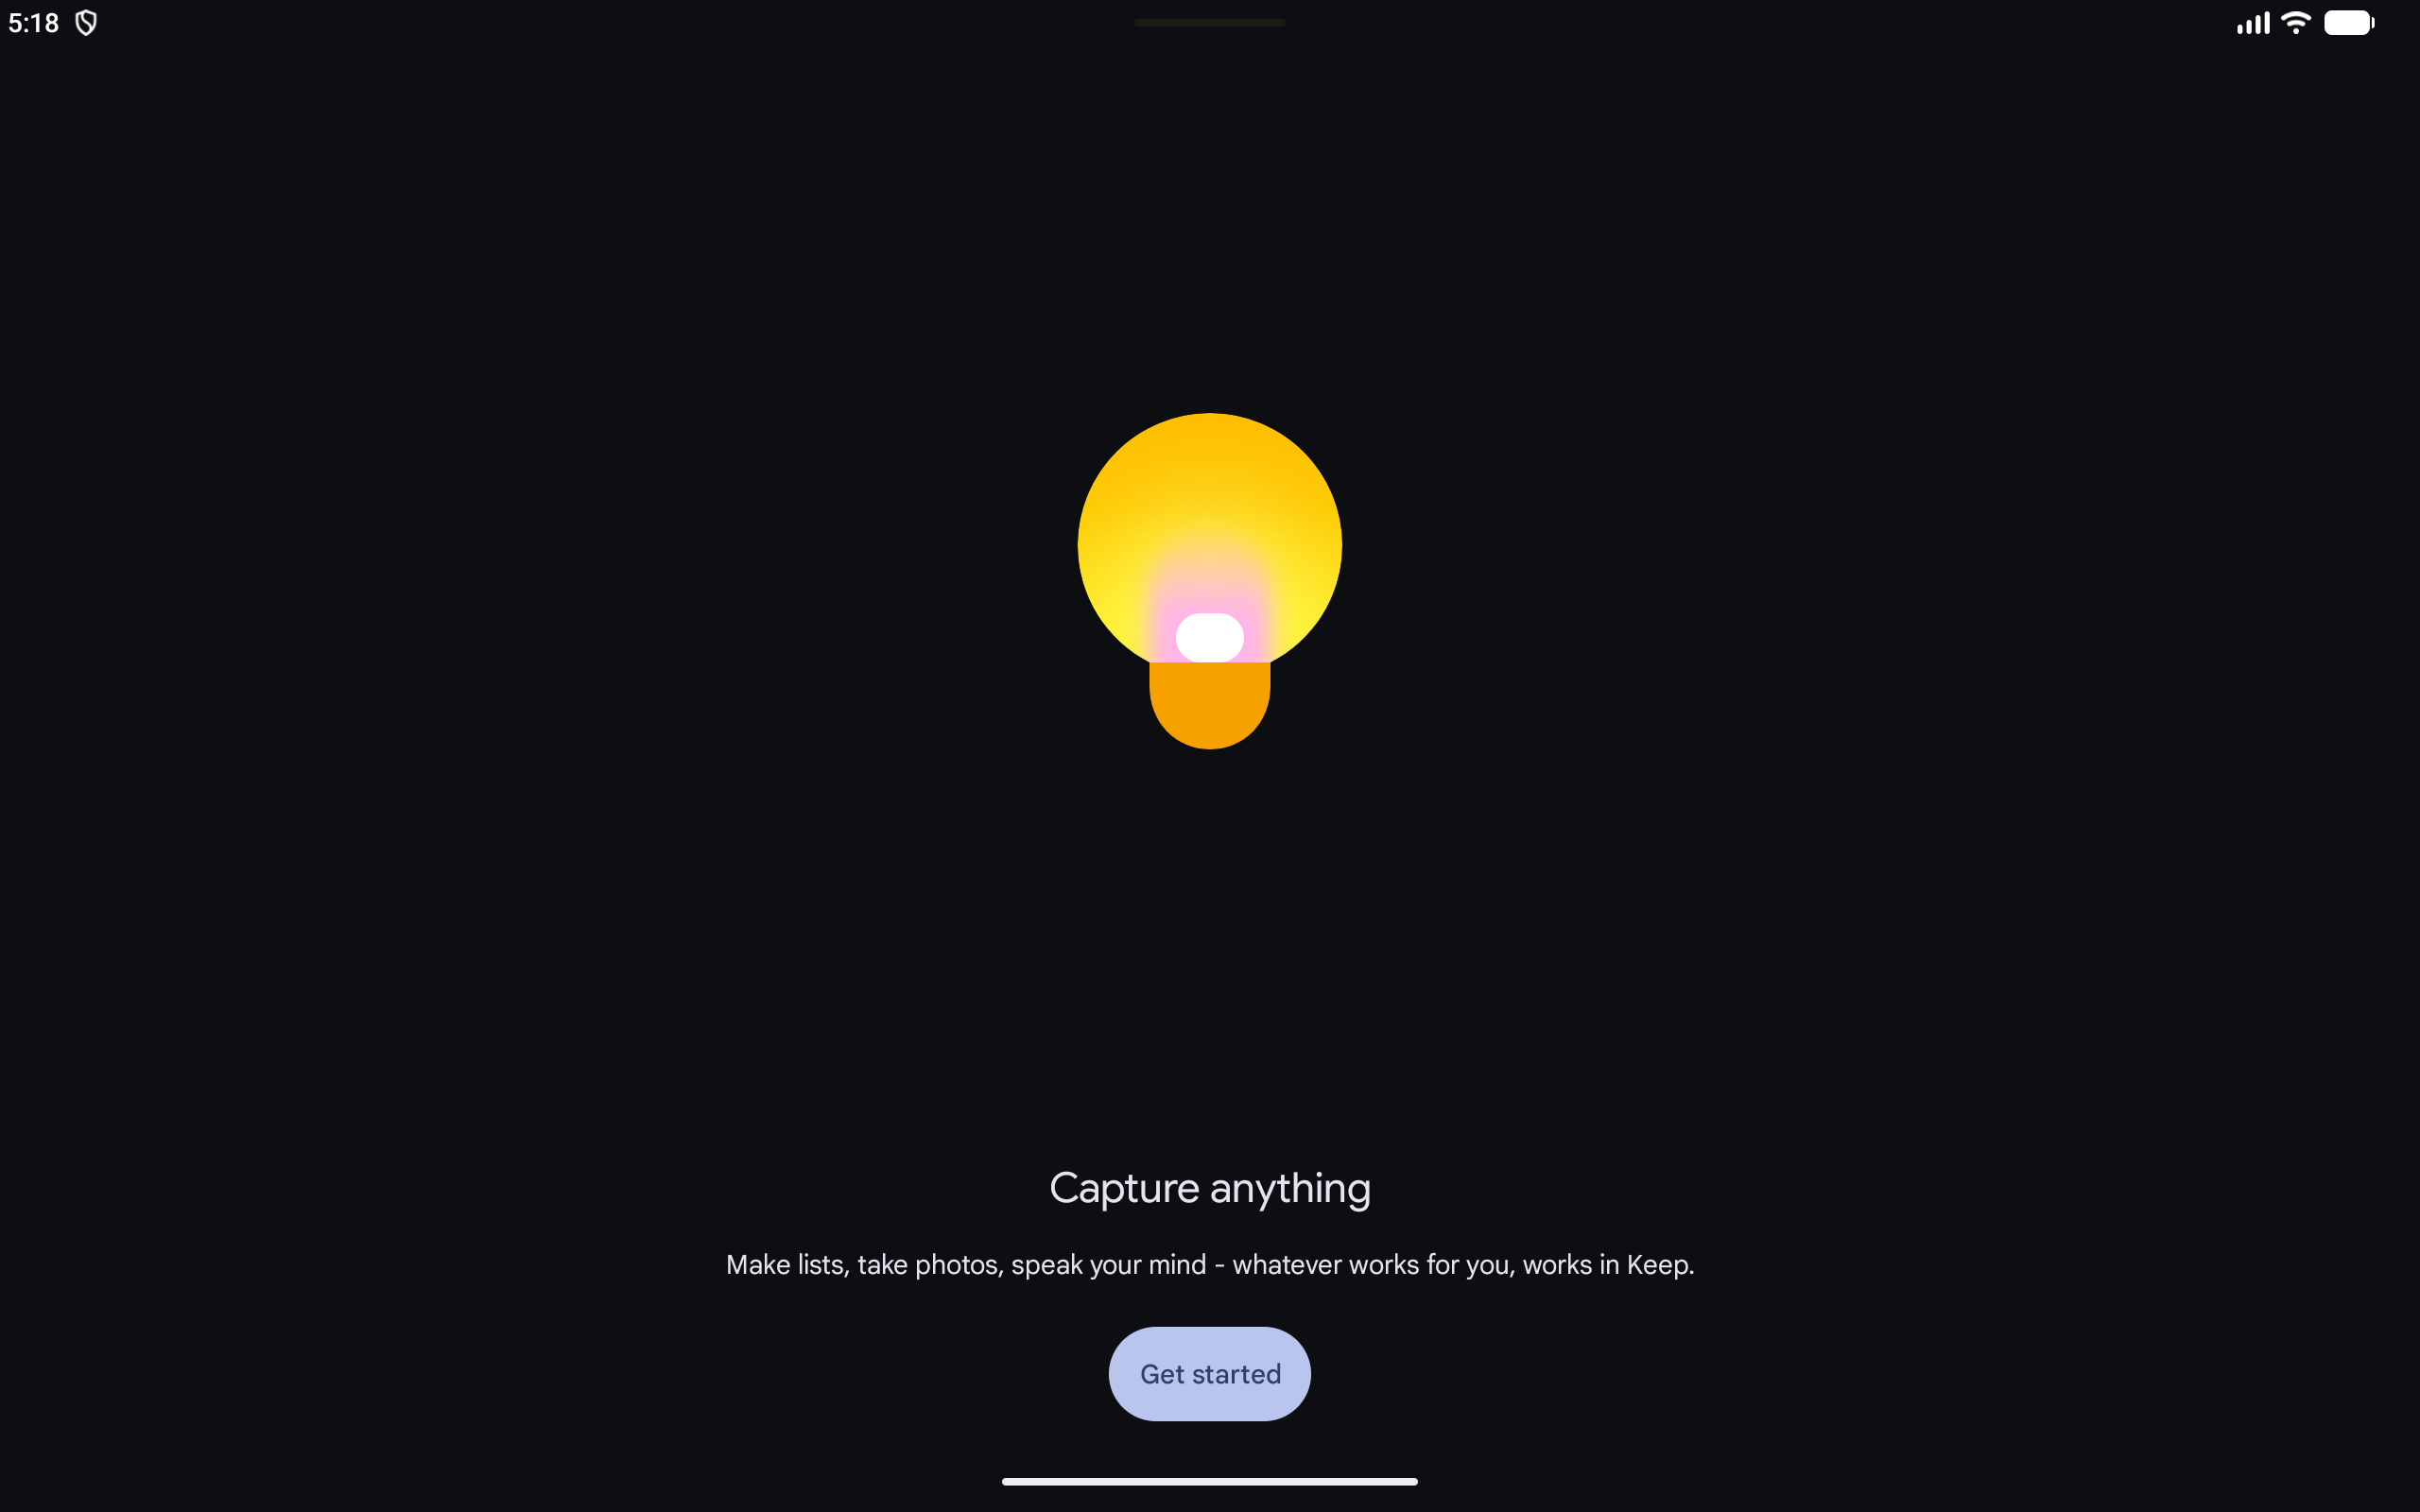 5:18
Capture anything
Make lists, take photos, speak your mind - whatever works for you, works in Keep.
Get started